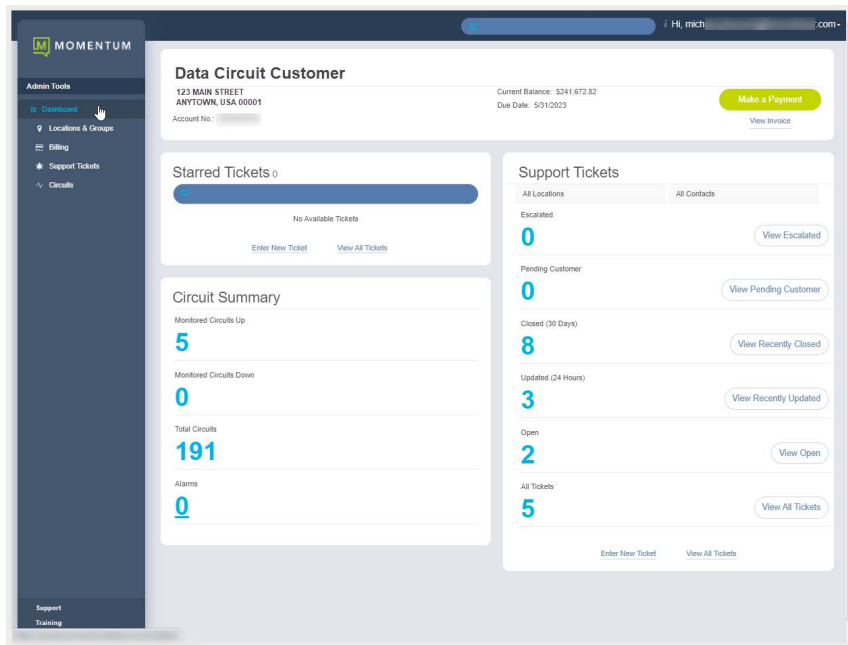 MOMENTUM
Hi, mich .com
Admin Tools
Dashboard
Locations & Groups
Billing
Support Tickets
Circuits
Support
Training
Data Circuit Customer
123 MAIN STREET
ANYTOWN, USA 00001
Account No.:
Current Balance: $241,672.82
Due Date: 5/31/2023
Make a Payment
View Invoice
Starred Tickets 0
No Available Tickets
Enter New Ticket View All Tickets
Circuit Summary
Monitored Circuits Up
5
Monitored Circuits Down
0
Total Circuits
191
Alarms
0
Support Tickets
All Locations All Contacts
Escalated
0 View Escalated
Pending Customer
0 View Pending Customer
Closed (30 Days)
8 View Recently Closed
Updated (24 Hours)
3 View Recently Updated
Open
2 View Open
All Tickets
5 View All Tickets
Enter New Ticket View All Tickets